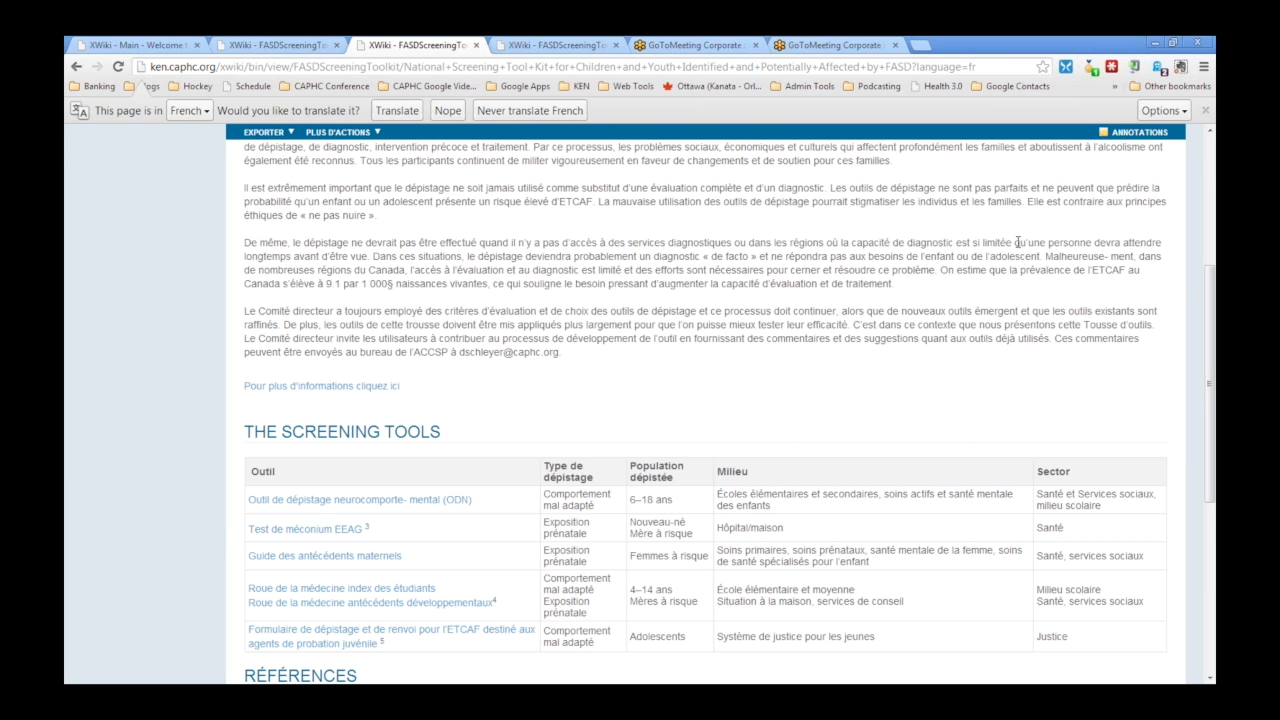 XWiki - Main - Welcome t
XWiki - FASDScreeningTo
XWiki - FASDScreeningTo
XWiki - FASDScreeningTo
GoToMeeting Corporate
GoToMeeting Corporate
ken.caphc.org/xwiki/bin/view/FASDScreeningToolkit/National+Screening+Tool+Kit+for+Children+and+Youth+Identified+and+Potentially+Affected+by+FASD?language=fr
Banking
Hockey
Schedule
CAPHC Conference
CAPHC Google Vide...
Google Apps
KEN
Web Tools
Ottawa (Kanata - Orl...
Admin Tools
Podcasting
Health 3.0
Google Contacts
»
Other bookmarks
This page is in French Would you like to translate it? Translate Nope Never translate French Options
EXPORTER PLUS D'ACTIONS ANNOTATIONS
de dépistage, de diagnostic, intervention précoce et traitement. Par ce processus, les problèmes sociaux, économiques et culturels qui affectent profondément les familles et aboutissent à l'alcoolisme ont
également été reconnus. Tous les participants continuent de militer vigoureusement en faveur de changements et de soutien pour ces familles.
Il est extrêmement important que le dépistage ne soit jamais utilisé comme substitut d'une évaluation complète et d'un diagnostic. Les outils de dépistage ne sont pas parfaits et ne peuvent que prédire la
probabilité qu'un enfant ou un adolescent présente un risque élevé d'ETCAF. La mauvaise utilisation des outils de dépistage pourrait stigmatiser les individus et les familles. Elle est contraire aux principes
éthiques de « ne pas nuire ».
De même, le dépistage ne devrait pas être effectué quand il n'y a pas d'accès à des services diagnostiques ou dans les régions où la capacité de diagnostic est si limitée qu'une personne devra attendre
longtemps avant d'être vue. Dans ces situations, le dépistage deviendra probablement un diagnostic « de facto » et ne répondra pas aux besoins de l'enfant ou de l'adolescent. Malheureuse- ment, dans
de nombreuses régions du Canada, l'accès à l'évaluation et au diagnostic est limité et des efforts sont nécessaires pour cerner et résoudre ce problème. On estime que la prévalence de l'ETCAF au
Canada s'élève à 9.1 par 1 000§ naissances vivantes, ce qui souligne le besoin pressant d'augmenter la capacité d'évaluation et de traitement.
Le Comité directeur a toujours employé des critères d'évaluation et de choix des outils de dépistage et ce processus doit continuer, alors que de nouveaux outils émergent et que les outils existants sont
raffinés. De plus, les outils de cette trousse doivent être mis appliqués plus largement pour que l'on puisse mieux tester leur efficacité. C'est dans ce contexte que nous présentons cette Tousse d'outils.
Le Comité directeur invite les utilisateurs à contribuer au processus de développement de l'outil en fournissant des commentaires et des suggestions quant aux outils déjà utilisés. Ces commentaires
peuvent être envoyés au bureau de l'ACCSP à dschleyer@caphc.org.
Pour plus d'informations cliquez ici
THE SCREENING TOOLS
Outil
Type de
dépistage
Population
dépistée
Milieu
Sector
Outil de dépistage neurocomporte- mental (ODN)
Comportement
mal adapté
6–18 ans
Écoles élémentaires et secondaires, soins actifs et santé mentale
des enfants
Santé et Services sociaux,
milieu scolaire
Test de méconium EEAG 3
Exposition
prénatale
Nouveau-né
Mère à risque
Hôpital/maison
Santé
Guide des antécédents maternels
Exposition
prénatale
Femmes à risque
Soins primaires, soins prénataux, santé mentale de la femme, soins
de santé spécialisés pour l'enfant
Santé, services sociaux
Roue de la médecine index des étudiants
Roue de la médecine antécédents développementaux4
Comportement
mal adapté
Exposition
prénatale
4–14 ans
Mères à risque
École élémentaire et moyenne
Situation à la maison, services de conseil
Milieu scolaire
Santé, services sociaux
Formulaire de dépistage et de renvoi pour l'ETCAF destiné aux
agents de probation juvénile 5
Comportement
mal adapté
Adolescents
Système de justice pour les jeunes
Justice
RÉFÉRENCES